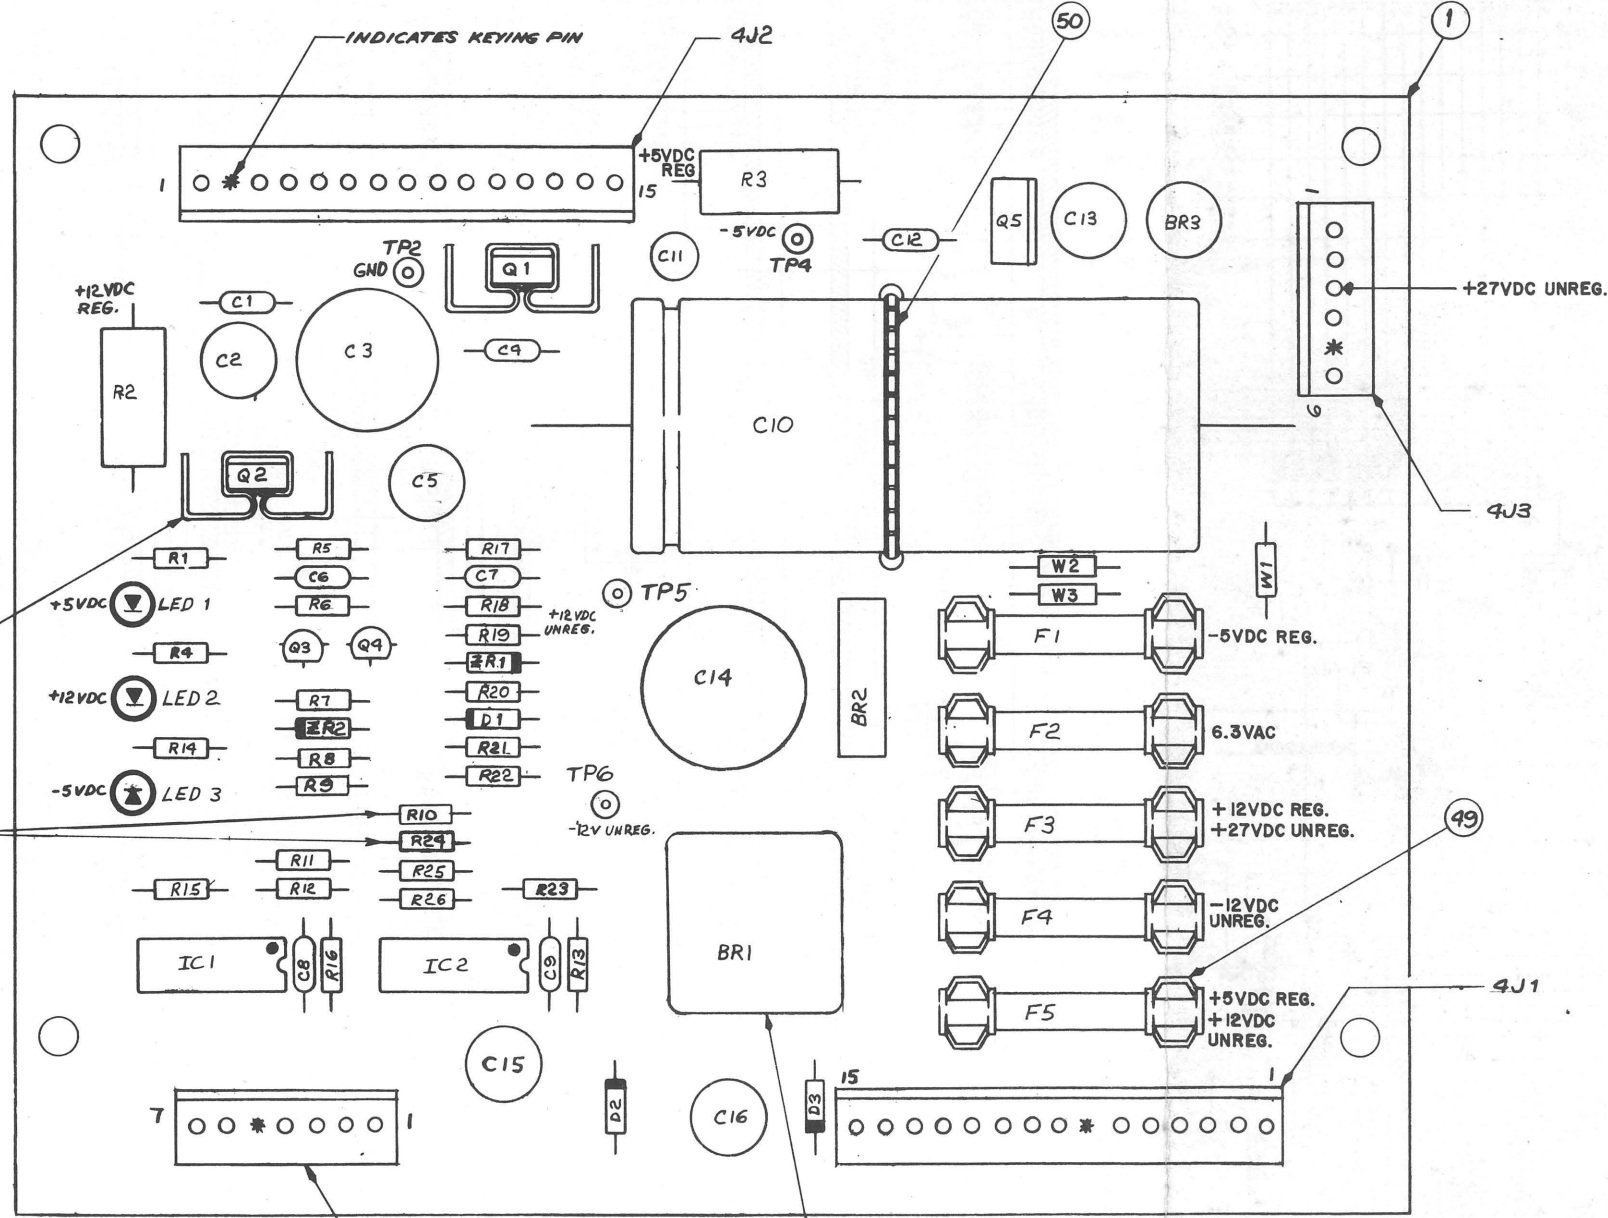 50
1
INDICATES KEYING PIN
4J2
+5VDC
REG
1
15
R3
-5VDC
TP4
C11
C12
Q5
C13
BR3
1
6
+27VDC UNREG.
4J3
TP2
GND
Q1
+12VDC
REG.
C1
C2
C3
C4
R2
C10
Q2
C5
R1
R5
R17
C6
C7
+5VDC
LED 1
R6
R18
TP5
+12VDC
UNREG.
R19
Q3
Q4
R4
ZR1
W2
W3
W1
F1
-5VDC REG.
C14
BR2
R20
+12VDC
LED 2
R7
D1
F2
6.3VAC
ZR2
R14
R21
R8
R22
R9
-5VDC
LED 3
TP6
-12V UNREG.
R10
R24
F3
+12VDC REG.
+27VDC UNREG.
49
R11
R25
R15
R12
R26
R23
F4
-12VDC
UNREG.
IC1
C8
R16
IC2
C9
R13
BR1
F5
+5VDC REG.
+12VDC
UNREG.
4J1
C15
D2
C16
D3
15
1
7
1